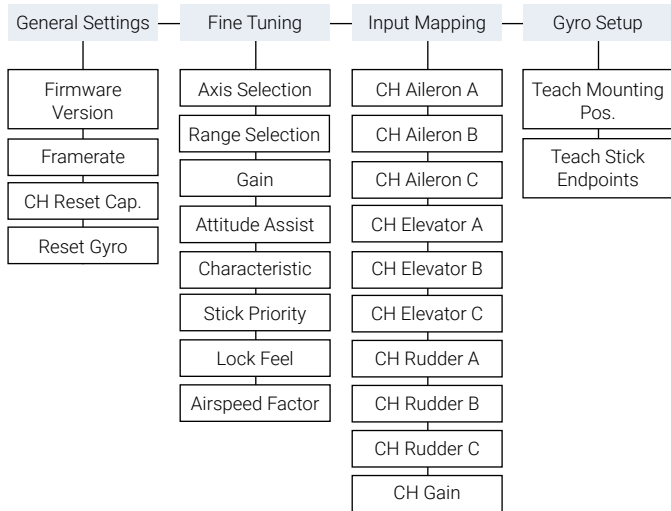 General Settings
Fine Tuning
Input Mapping
Gyro Setup
Firmware
Version
Framerate
CH Reset Cap.
Reset Gyro
Axis Selection
Range Selection
Gain
Attitude Assist
Characteristic
Stick Priority
Lock Feel
Airspeed Factor
CH Aileron A
CH Aileron B
CH Aileron C
CH Elevator A
CH Elevator B
CH Elevator C
CH Rudder A
CH Rudder B
CH Rudder C
CH Gain
Teach Mounting
Pos.
Teach Stick
Endpoints